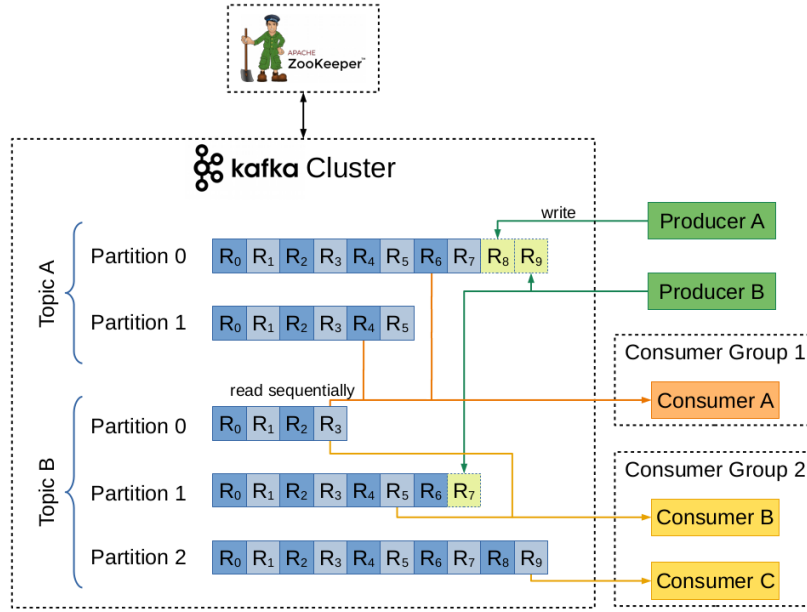 APACHE
ZooKeeper™
kafka Cluster
write
Producer A
Topic A
Partition 0
R0 R1 R2 R3 R4 R5 R6 R7 R8 R9
Producer B
Partition 1
R0 R1 R2 R3 R4 R5
Consumer Group 1
read sequentially
Consumer A
Topic B
Partition 0
R0 R1 R2 R3
Consumer Group 2
Partition 1
R0 R1 R2 R3 R4 R5 R6 R7
Consumer B
Partition 2
R0 R1 R2 R3 R4 R5 R6 R7 R8 R9
Consumer C